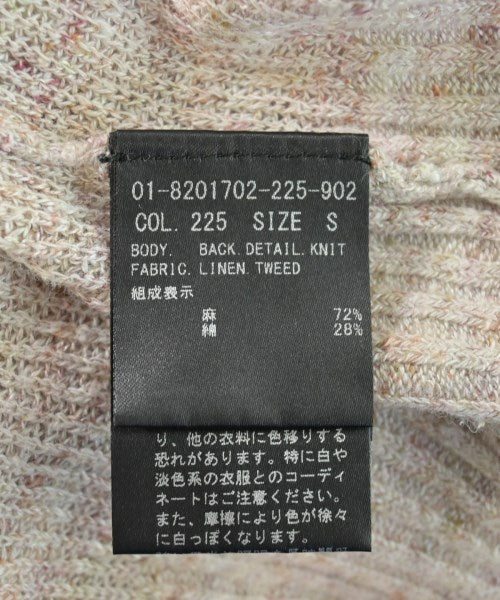 01-8201702-225-902
COL. 225 SIZE S
BODY. BACK.DETAIL.KNIT
FABRIC.LINEN.TWEED
組成表示
麻 72%
綿 28%
り、他の衣料に色移りする
恐れがあります。特に白や
淡色系の衣服とのコーディ
ネートはご注意ください。
また、摩擦により色が徐々
に白っぽくなります。